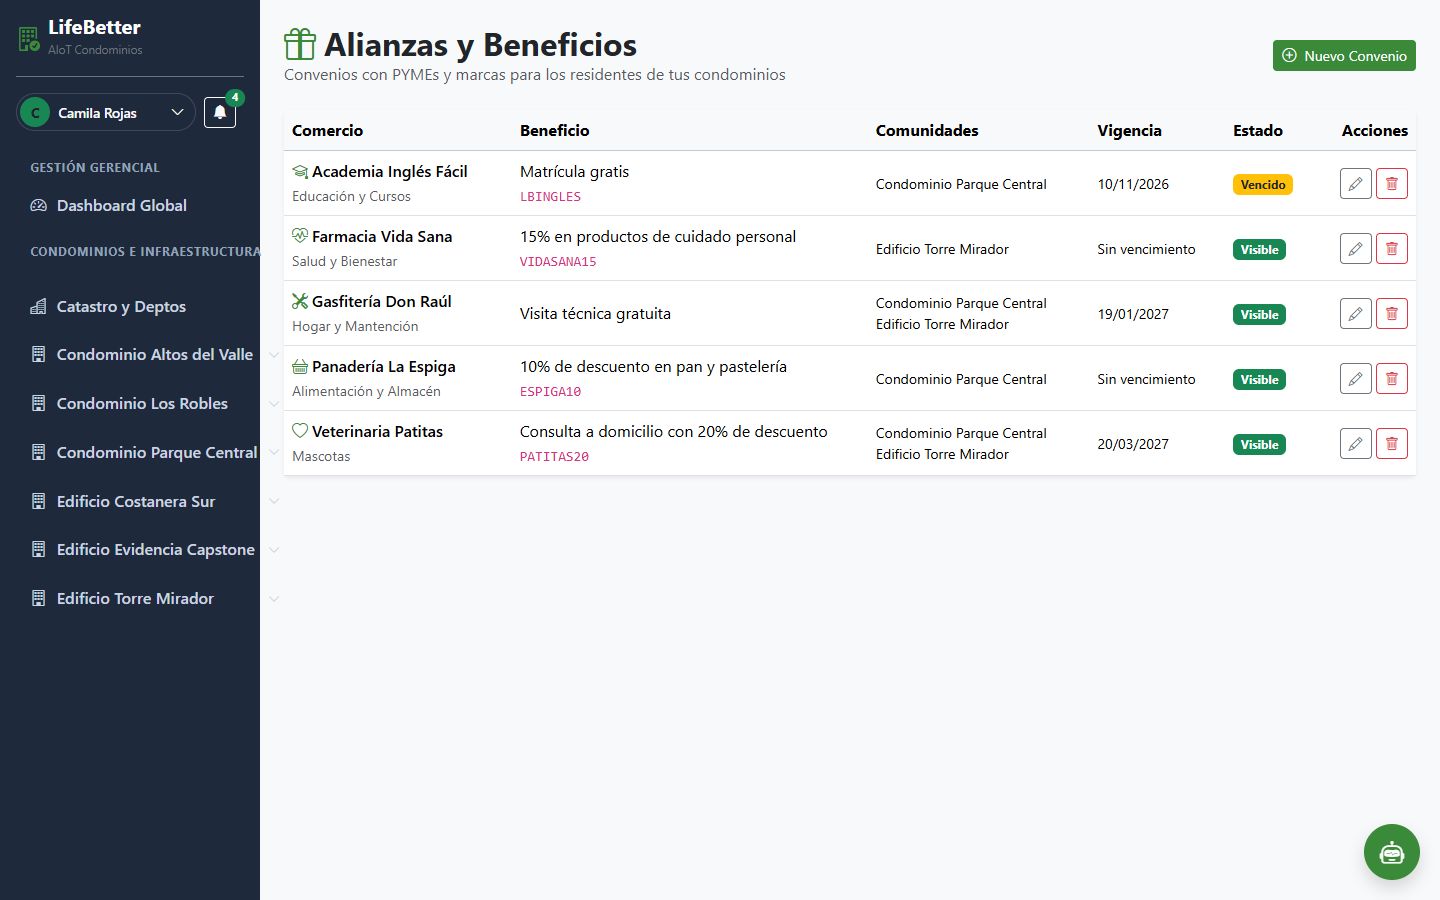 LifeBetter
AIoT Condominios
C
Camila Rojas
4
GESTIÓN GERENCIAL
Dashboard Global
CONDOMINIOS E INFRAESTRUCTURA
Catastro y Deptos
Condominio Altos del Valle
Condominio Los Robles
Condominio Parque Central
Edificio Costanera Sur
Edificio Evidencia Capstone
Edificio Torre Mirador
Alianzas y Beneficios
Convenios con PYMEs y marcas para los residentes de tus condominios
Nuevo Convenio
Comercio Beneficio Comunidades Vigencia Estado Acciones
Academia Inglés Fácil
Educación y Cursos
Matrícula gratis
LBINGLES
Condominio Parque Central
10/11/2026
Vencido
Farmacia Vida Sana
Salud y Bienestar
15% en productos de cuidado personal
VIDASANA15
Edificio Torre Mirador
Sin vencimiento
Visible
Gasfitería Don Raúl
Hogar y Mantención
Visita técnica gratuita
Condominio Parque Central
Edificio Torre Mirador
19/01/2027
Visible
Panadería La Espiga
Alimentación y Almacén
10% de descuento en pan y pastelería
ESPIGA10
Condominio Parque Central
Sin vencimiento
Visible
Veterinaria Patitas
Mascotas
Consulta a domicilio con 20% de descuento
PATITAS20
Condominio Parque Central
Edificio Torre Mirador
20/03/2027
Visible